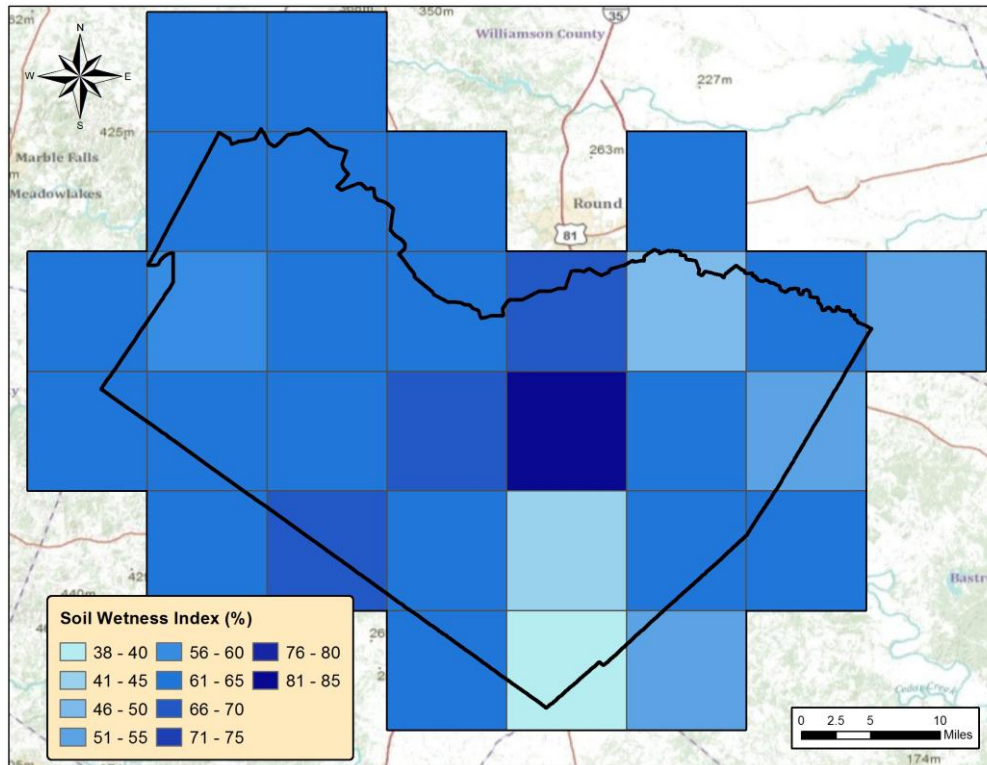 350m
35
Williamson County
N
W
E
S
227m
425m
Marble Falls
Meadowlakes
263m
Round
81
Soil Wetness Index (%)
38 - 40
56 - 60
76 - 80
41 - 45
61 - 65
81 - 85
46 - 50
66 - 70
51 - 55
71 - 75
Cedar Creek
0 2.5 5 10
Miles
174m